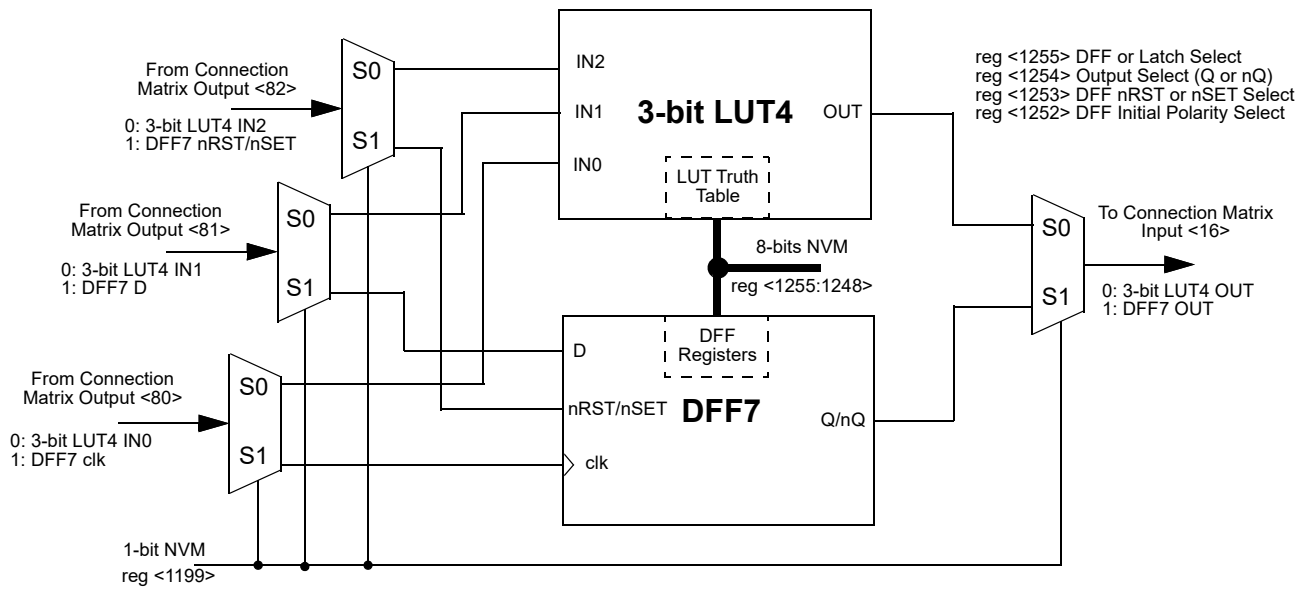 From Connection
Matrix Output <82>
0: 3-bit LUT4 IN2
1: DFF7 nRST/nSET
S0
S1
From Connection
Matrix Output <81>
0: 3-bit LUT4 IN1
1: DFF7 D
S0
S1
From Connection
Matrix Output <80>
0: 3-bit LUT4 IN0
1: DFF7 clk
S0
S1
1-bit NVM
reg <1199>
IN2
IN1
IN0
3-bit LUT4
OUT
LUT Truth
Table
8-bits NVM
reg <1255:1248>
DFF
Registers
D
nRST/nSET
clk
DFF7
Q/nQ
reg <1255> DFF or Latch Select
reg <1254> Output Select (Q or nQ)
reg <1253> DFF nRST or nSET Select
reg <1252> DFF Initial Polarity Select
S0
S1
To Connection Matrix
Input <16>
0: 3-bit LUT4 OUT
1: DFF7 OUT